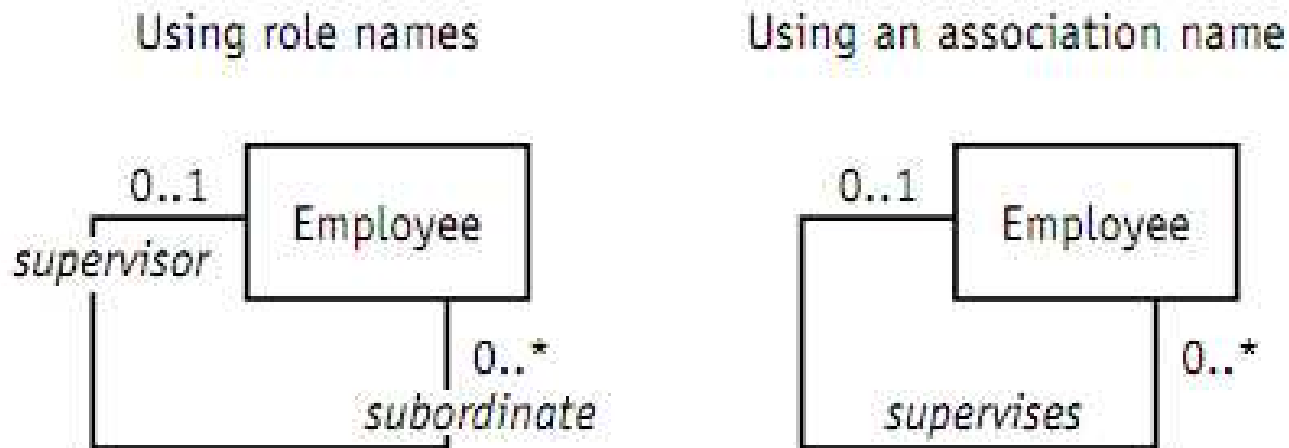 Using role names
0..1
Employee
supervisor
0..*
subordinate
Using an association name
0..1
Employee
0..*
supervises